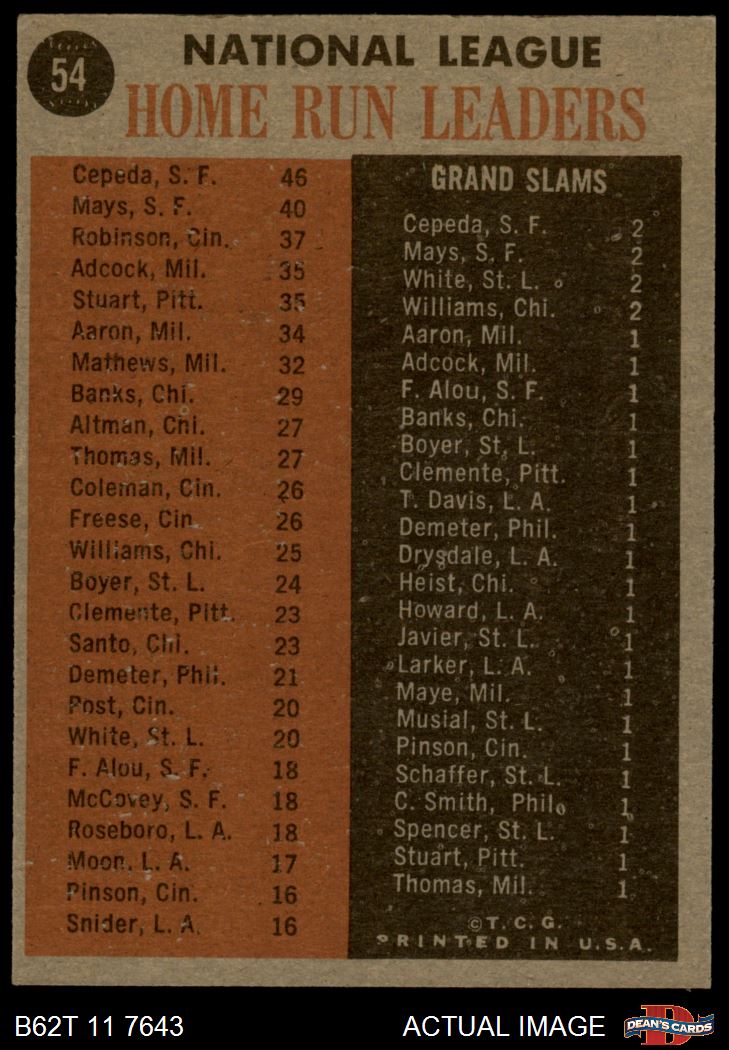 54
NATIONAL LEAGUE
HOME RUN LEADERS
Cepeda, S. F. 46
Mays, S. F. 40
Robinson, Cin. 37
Adcock, Mil. 35
Stuart, Pitt. 35
Aaron, Mil. 34
Mathews, Mil. 32
Banks, Chi. 29
Altman, Chi. 27
Thomas, Mil. 27
Coleman, Cin. 26
Freese, Cin 26
Williams, Chi. 25
Boyer, St. L. 24
Clemente, Pitt. 23
Santo, Chi. 23
Demeter, Phil. 21
Post, Cin. 20
White, St. L. 20
F. Alou, S. F. 18
McCovey, S. F. 18
Roseboro, L. A. 18
Moon, L. A. 17
Pinson, Cin. 16
Snider, L. A. 16
GRAND SLAMS
Cepeda, S. F. 2
Mays, S. F. 2
White, St. L. 2
Williams, Chi. 2
Aaron, Mil. 1
Adcock, Mil. 1
F. Alou, S. F. 1
Banks, Chi. 1
Boyer, St. L. 1
Clemente, Pitt. 1
T. Davis, L. A. 1
Demeter, Phil. 1
Drysdale, L. A. 1
Heist, Chi. 1
Howard, L. A. 1
Javier, St. L. 1
Larker, L. A. 1
Maye, Mil. 1
Musial, St. L. 1
Pinson, Cin. 1
Schaffer, St. L. 1
C. Smith, Phil. 1
Spencer, St. L. 1
Stuart, Pitt. 1
Thomas, Mil. 1
©T. C. G.
PRINTED IN U.S.A.
B62T 11 7643
ACTUAL IMAGE
D
DEAN'S CARDS